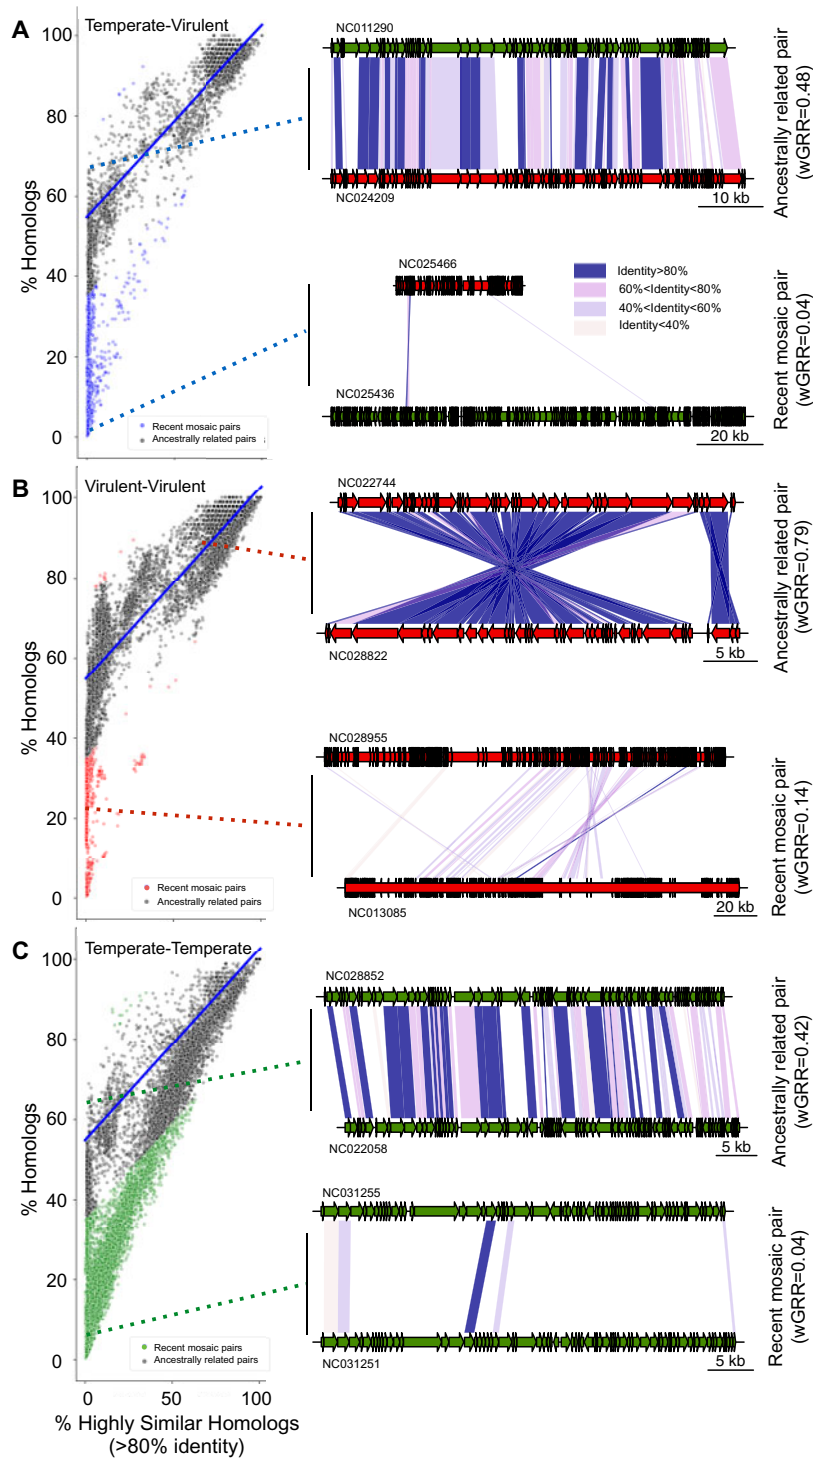 A
Temperate-Virulent
100
80
60
40
20
0
% Homologs
Recent mosaic pairs
Ancestrally related pairs
NC011290
NC024209
10 kb
Ancestrally related pair
(wGRR=0.48)
NC025466
Identity>80%
60%<Identity<80%
40%<Identity<60%
Identity<40%
NC025436
20 kb
Recent mosaic pair
(wGRR=0.04)
B
Virulent-Virulent
100
80
60
40
20
0
% Homologs
Recent mosaic pairs
Ancestrally related pairs
NC022744
NC028822
5 kb
Ancestrally related pair
(wGRR=0.79)
NC028955
NC013085
20 kb
Recent mosaic pair
(wGRR=0.14)
C
Temperate-Temperate
100
80
60
40
20
0
% Homologs
Recent mosaic pairs
Ancestrally related pairs
0 50 100
% Highly Similar Homologs
(>80% identity)
NC028852
NC022058
5 kb
Ancestrally related pair
(wGRR=0.42)
NC031255
NC031251
5 kb
Recent mosaic pair
(wGRR=0.04)